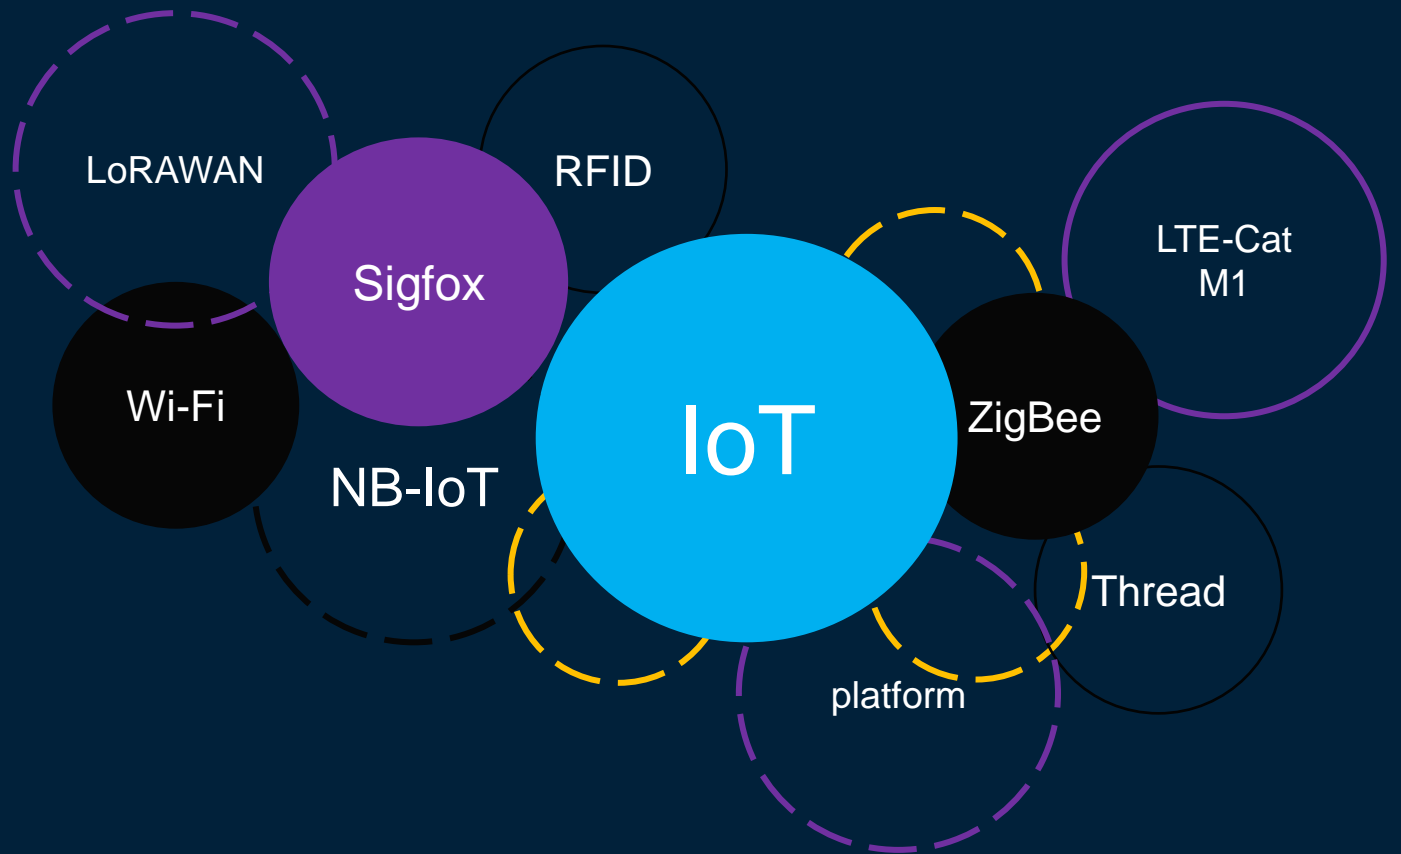 LoRAWAN
RFID
LTE-Cat
M1
Sigfox
Wi-Fi
IoT
ZigBee
NB-IoT
Thread
platform